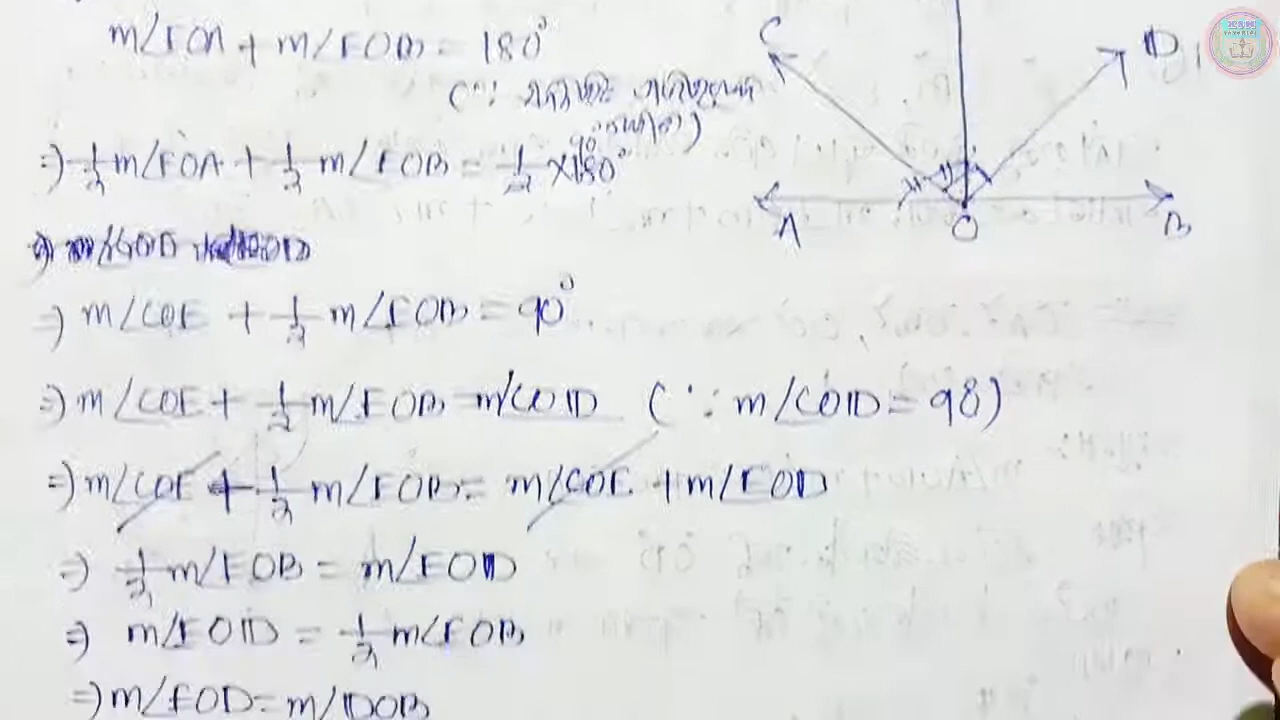 m∠EOA + m∠EOB = 180°
(∵
⇒ 1/2 m∠EOA + 1/2 m∠EOB = 1/2 × 180°
90°
⇒ m∠COE + 1/2 m∠EOB = 90°
⇒ m∠COE + 1/2 m∠EOB = m∠COD (∵ m∠COD = 90)
⇒ m∠COE + 1/2 m∠EOB = m∠COE + m∠EOD
⇒ 1/2 m∠EOB = m∠EOD
⇒ m∠EOD = 1/2 m∠EOB
⇒ m∠EOD = m∠DOB
C
D
A
O
B